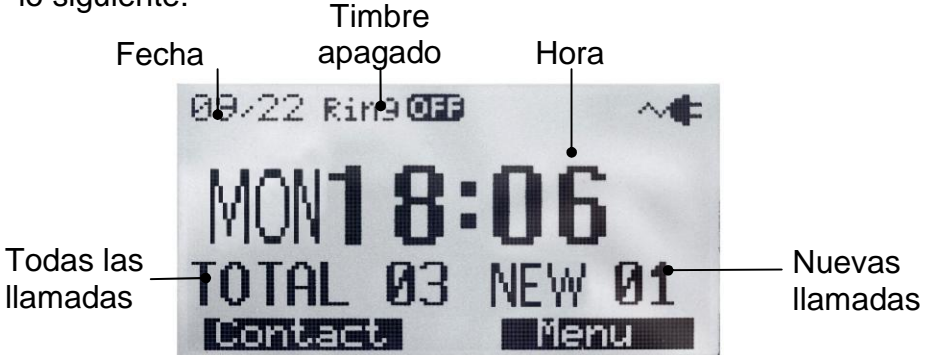 lo siguiente:
Timbre
apagado
Fecha
Hora
09/22 Ring OFF
MON 18:06
Todas las
llamadas
TOTAL 03 NEW 01
Nuevas
llamadas
Contact Menu